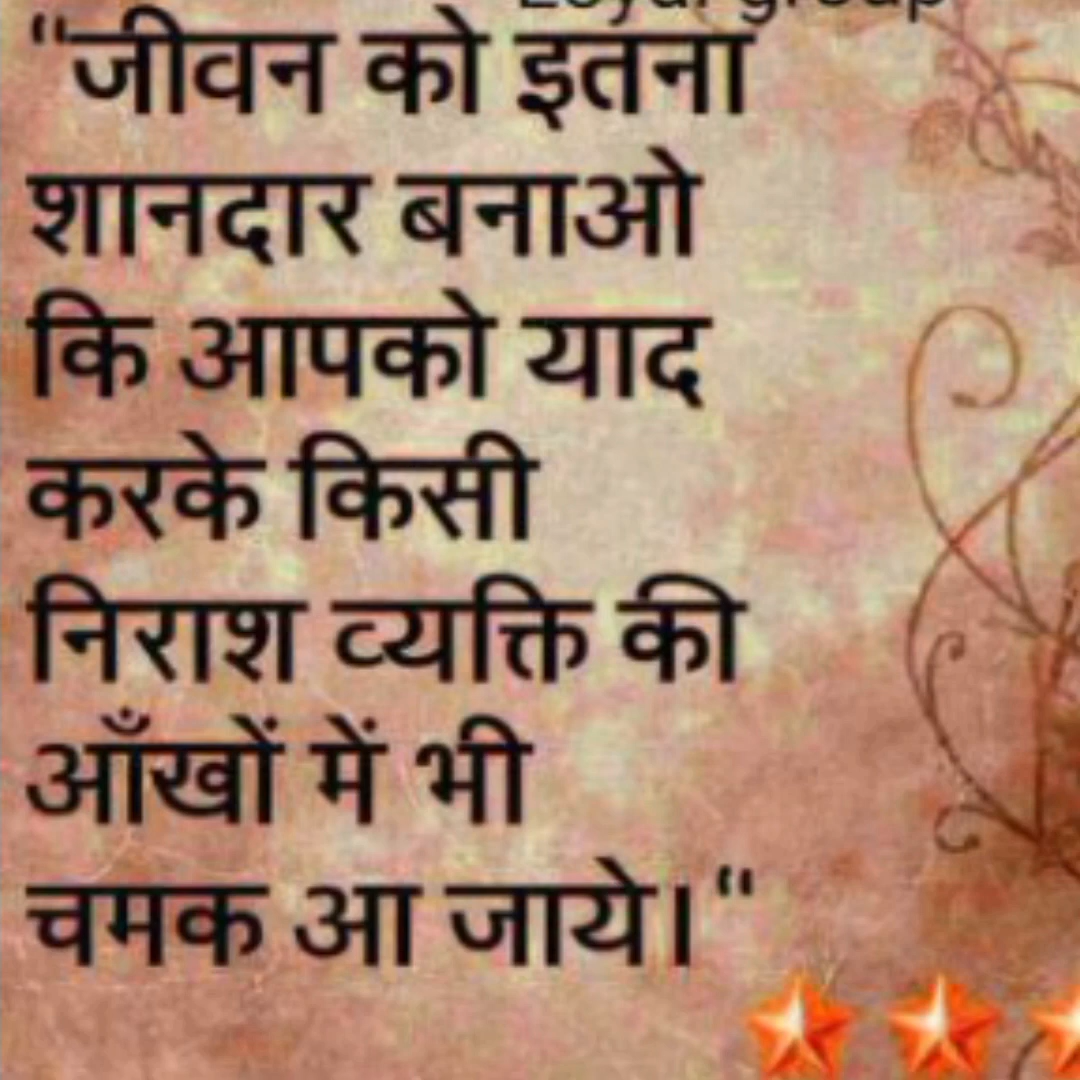 "जीवन को इतना
शानदार बनाओ
कि आपको याद
करके किसी
निराश व्यक्ति की
आँखों में भी
चमक आ जाये।"